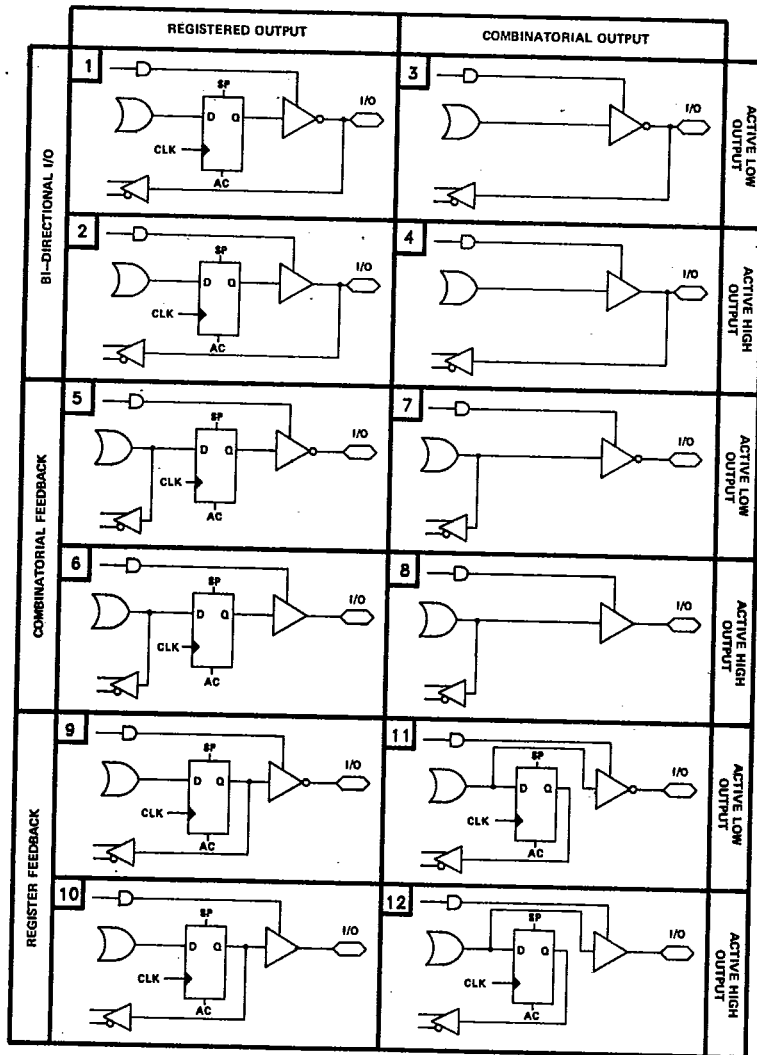 REGISTERED OUTPUT
COMBINATORIAL OUTPUT
BI-DIRECTIONAL I/O
1
SP
D Q
CLK
AC
I/O
3
I/O
ACTIVE LOW
OUTPUT
2
SP
D Q
CLK
AC
I/O
4
I/O
ACTIVE HIGH
OUTPUT
COMBINATORIAL FEEDBACK
5
SP
D Q
CLK
AC
I/O
7
I/O
ACTIVE LOW
OUTPUT
6
SP
D Q
CLK
AC
I/O
8
I/O
ACTIVE HIGH
OUTPUT
REGISTER FEEDBACK
9
SP
D Q
CLK
AC
I/O
11
SP
D Q
CLK
AC
I/O
ACTIVE LOW
OUTPUT
10
SP
D Q
CLK
AC
I/O
12
SP
D Q
CLK
AC
I/O
ACTIVE HIGH
OUTPUT